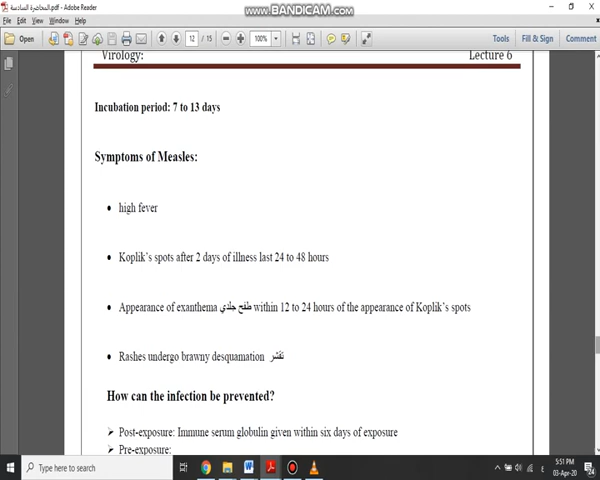 المحاضرة السادسة.pdf - Adobe Reader
www.BANDICAM.com
File Edit View Window Help
Open 12 / 15 100% Tools Fill & Sign Comment
Virology: Lecture 6
Incubation period: 7 to 13 days
Symptoms of Measles:
• high fever
• Koplik's spots after 2 days of illness last 24 to 48 hours
• Appearance of exanthema طفح جلدي within 12 to 24 hours of the appearance of Koplik's spots
• Rashes undergo brawny desquamation تقشر
How can the infection be prevented?
➢ Post-exposure: Immune serum globulin given within six days of exposure
➢ Pre-exposure:
Type here to search
5:51 PM
03-Apr-20
24